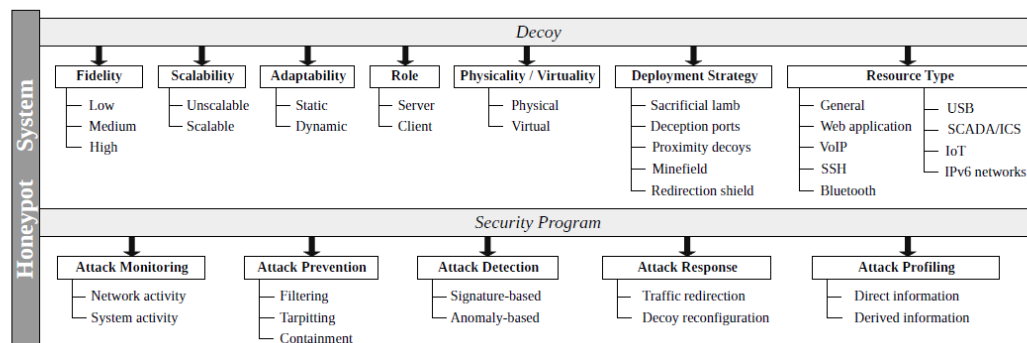 Honeypot System
Decoy
Fidelity
Low
Medium
High
Scalability
Unscalable
Scalable
Adaptability
Static
Dynamic
Role
Server
Client
Physicality / Virtuality
Physical
Virtual
Deployment Strategy
Sacrificial lamb
Deception ports
Proximity decoys
Minefield
Redirection shield
Resource Type
General
Web application
VoIP
SSH
Bluetooth
USB
SCADA/ICS
IoT
IPv6 networks
Security Program
Attack Monitoring
Network activity
System activity
Attack Prevention
Filtering
Tarpitting
Containment
Attack Detection
Signature-based
Anomaly-based
Attack Response
Traffic redirection
Decoy reconfiguration
Attack Profiling
Direct information
Derived information